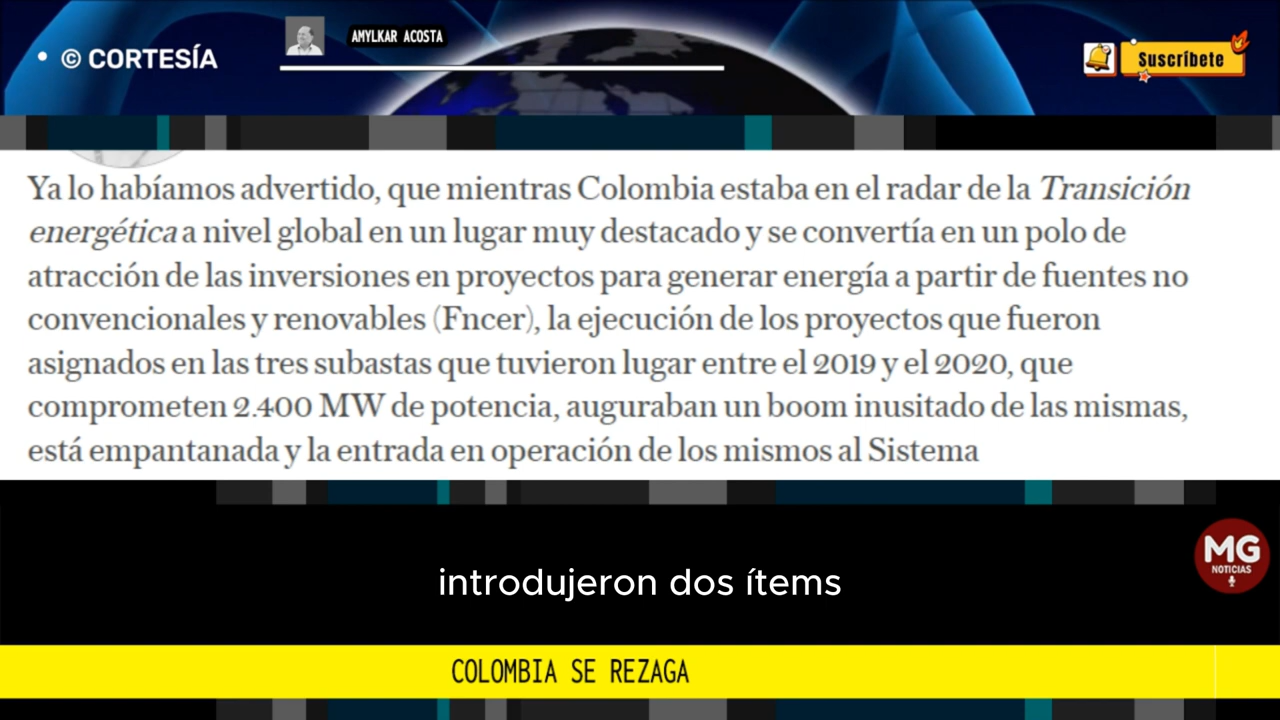 © CORTESÍA
AMYLKAR ACOSTA
Suscríbete
Ya lo habíamos advertido, que mientras Colombia estaba en el radar de la Transición
energética a nivel global en un lugar muy destacado y se convertía en un polo de
atracción de las inversiones en proyectos para generar energía a partir de fuentes no
convencionales y renovables (Fncer), la ejecución de los proyectos que fueron
asignados en las tres subastas que tuvieron lugar entre el 2019 y el 2020, que
comprometen 2.400 MW de potencia, auguraban un boom inusitado de las mismas,
está empantanada y la entrada en operación de los mismos al Sistema
introdujeron dos ítems
MG
NOTICIAS
COLOMBIA SE REZAGA